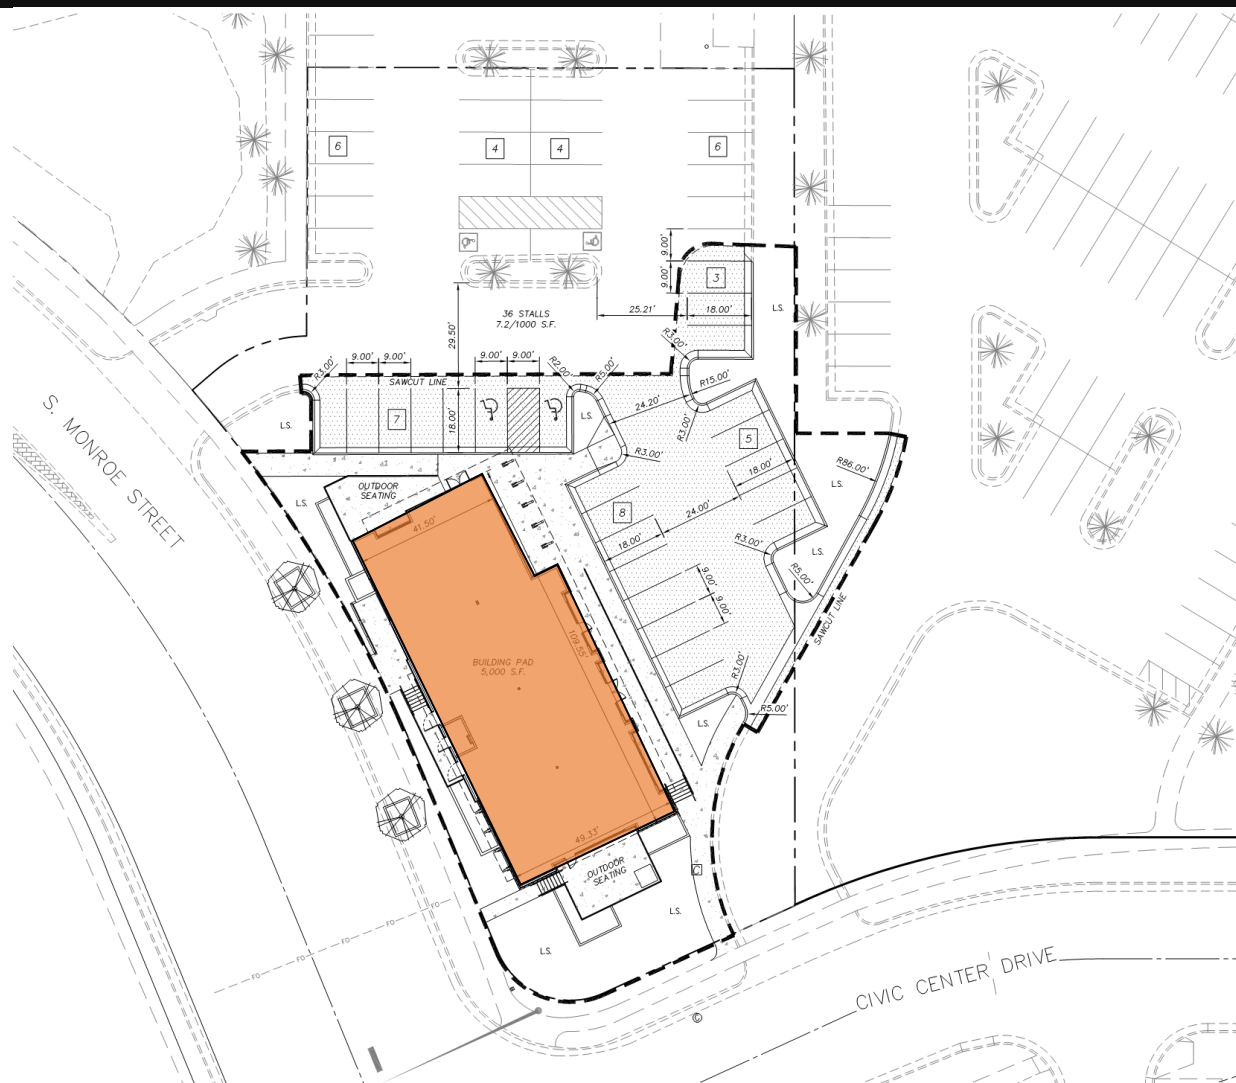 6
4
4
6
9.00'
9.00'
3
25.21'
18.00'
L.S.
36 STALLS
7.2/1000 S.F.
29.50'
R3.00'
9.00'
9.00'
9.00'
9.00'
R2.00'
R5.00'
R3.00'
R15.00'
SAWCUT LINE
24.20'
R3.00'
7
18.00'
L.S.
L.S.
R3.00'
5
18.00'
R86.00'
L.S.
S. MONROE STREET
OUTDOOR
SEATING
L.S.
41.50'
8
24.00'
18.00'
R3.00'
L.S.
R5.00'
9.00'
9.00'
SAWCUT LINE
109.55'
BUILDING PAD
5,000 S.F.
R3.00'
R5.00'
L.S.
49.33'
OUTDOOR
SEATING
L.S.
L.S.
FO
FO
FO
FO
CIVIC CENTER DRIVE
©